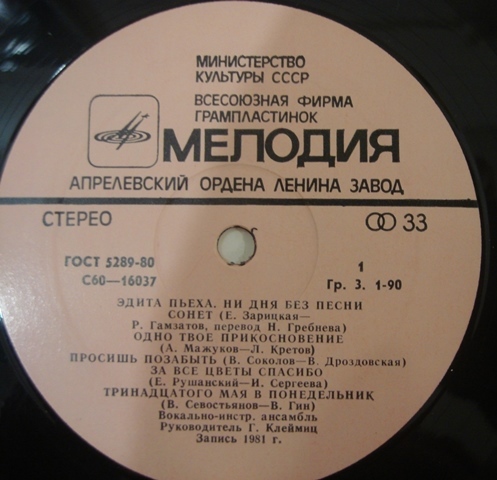 МИНИСТЕРСТВО
КУЛЬТУРЫ СССР
ВСЕСОЮЗНАЯ ФИРМА
ГРАМПЛАСТИНОК
МЕЛОДИЯ
АПРЕЛЕВСКИЙ ОРДЕНА ЛЕНИНА ЗАВОД
СТЕРЕО
33
ГОСТ 5289-80
С60—16037
1
Гр. 3. 1-90
ЭДИТА ПЬЕХА. НИ ДНЯ БЕЗ ПЕСНИ
СОНЕТ (Е. Зарицкая—
Р. Гамзатов, перевод Н. Гребнева)
ОДНО ТВОЕ ПРИКОСНОВЕНИЕ
(А. Мажуков—Л. Кретов)
ПРОСИШЬ ПОЗАБЫТЬ (В. Соколов—В. Дроздовская)
ЗА ВСЕ ЦВЕТЫ СПАСИБО
(Е. Рушанский—И. Сергеева)
ТРИНАДЦАТОГО МАЯ В ПОНЕДЕЛЬНИК
(В. Севостьянов—В. Гин)
Вокально-инстр. ансамбль
Руководитель Г. Клеймиц
Запись 1981 г.